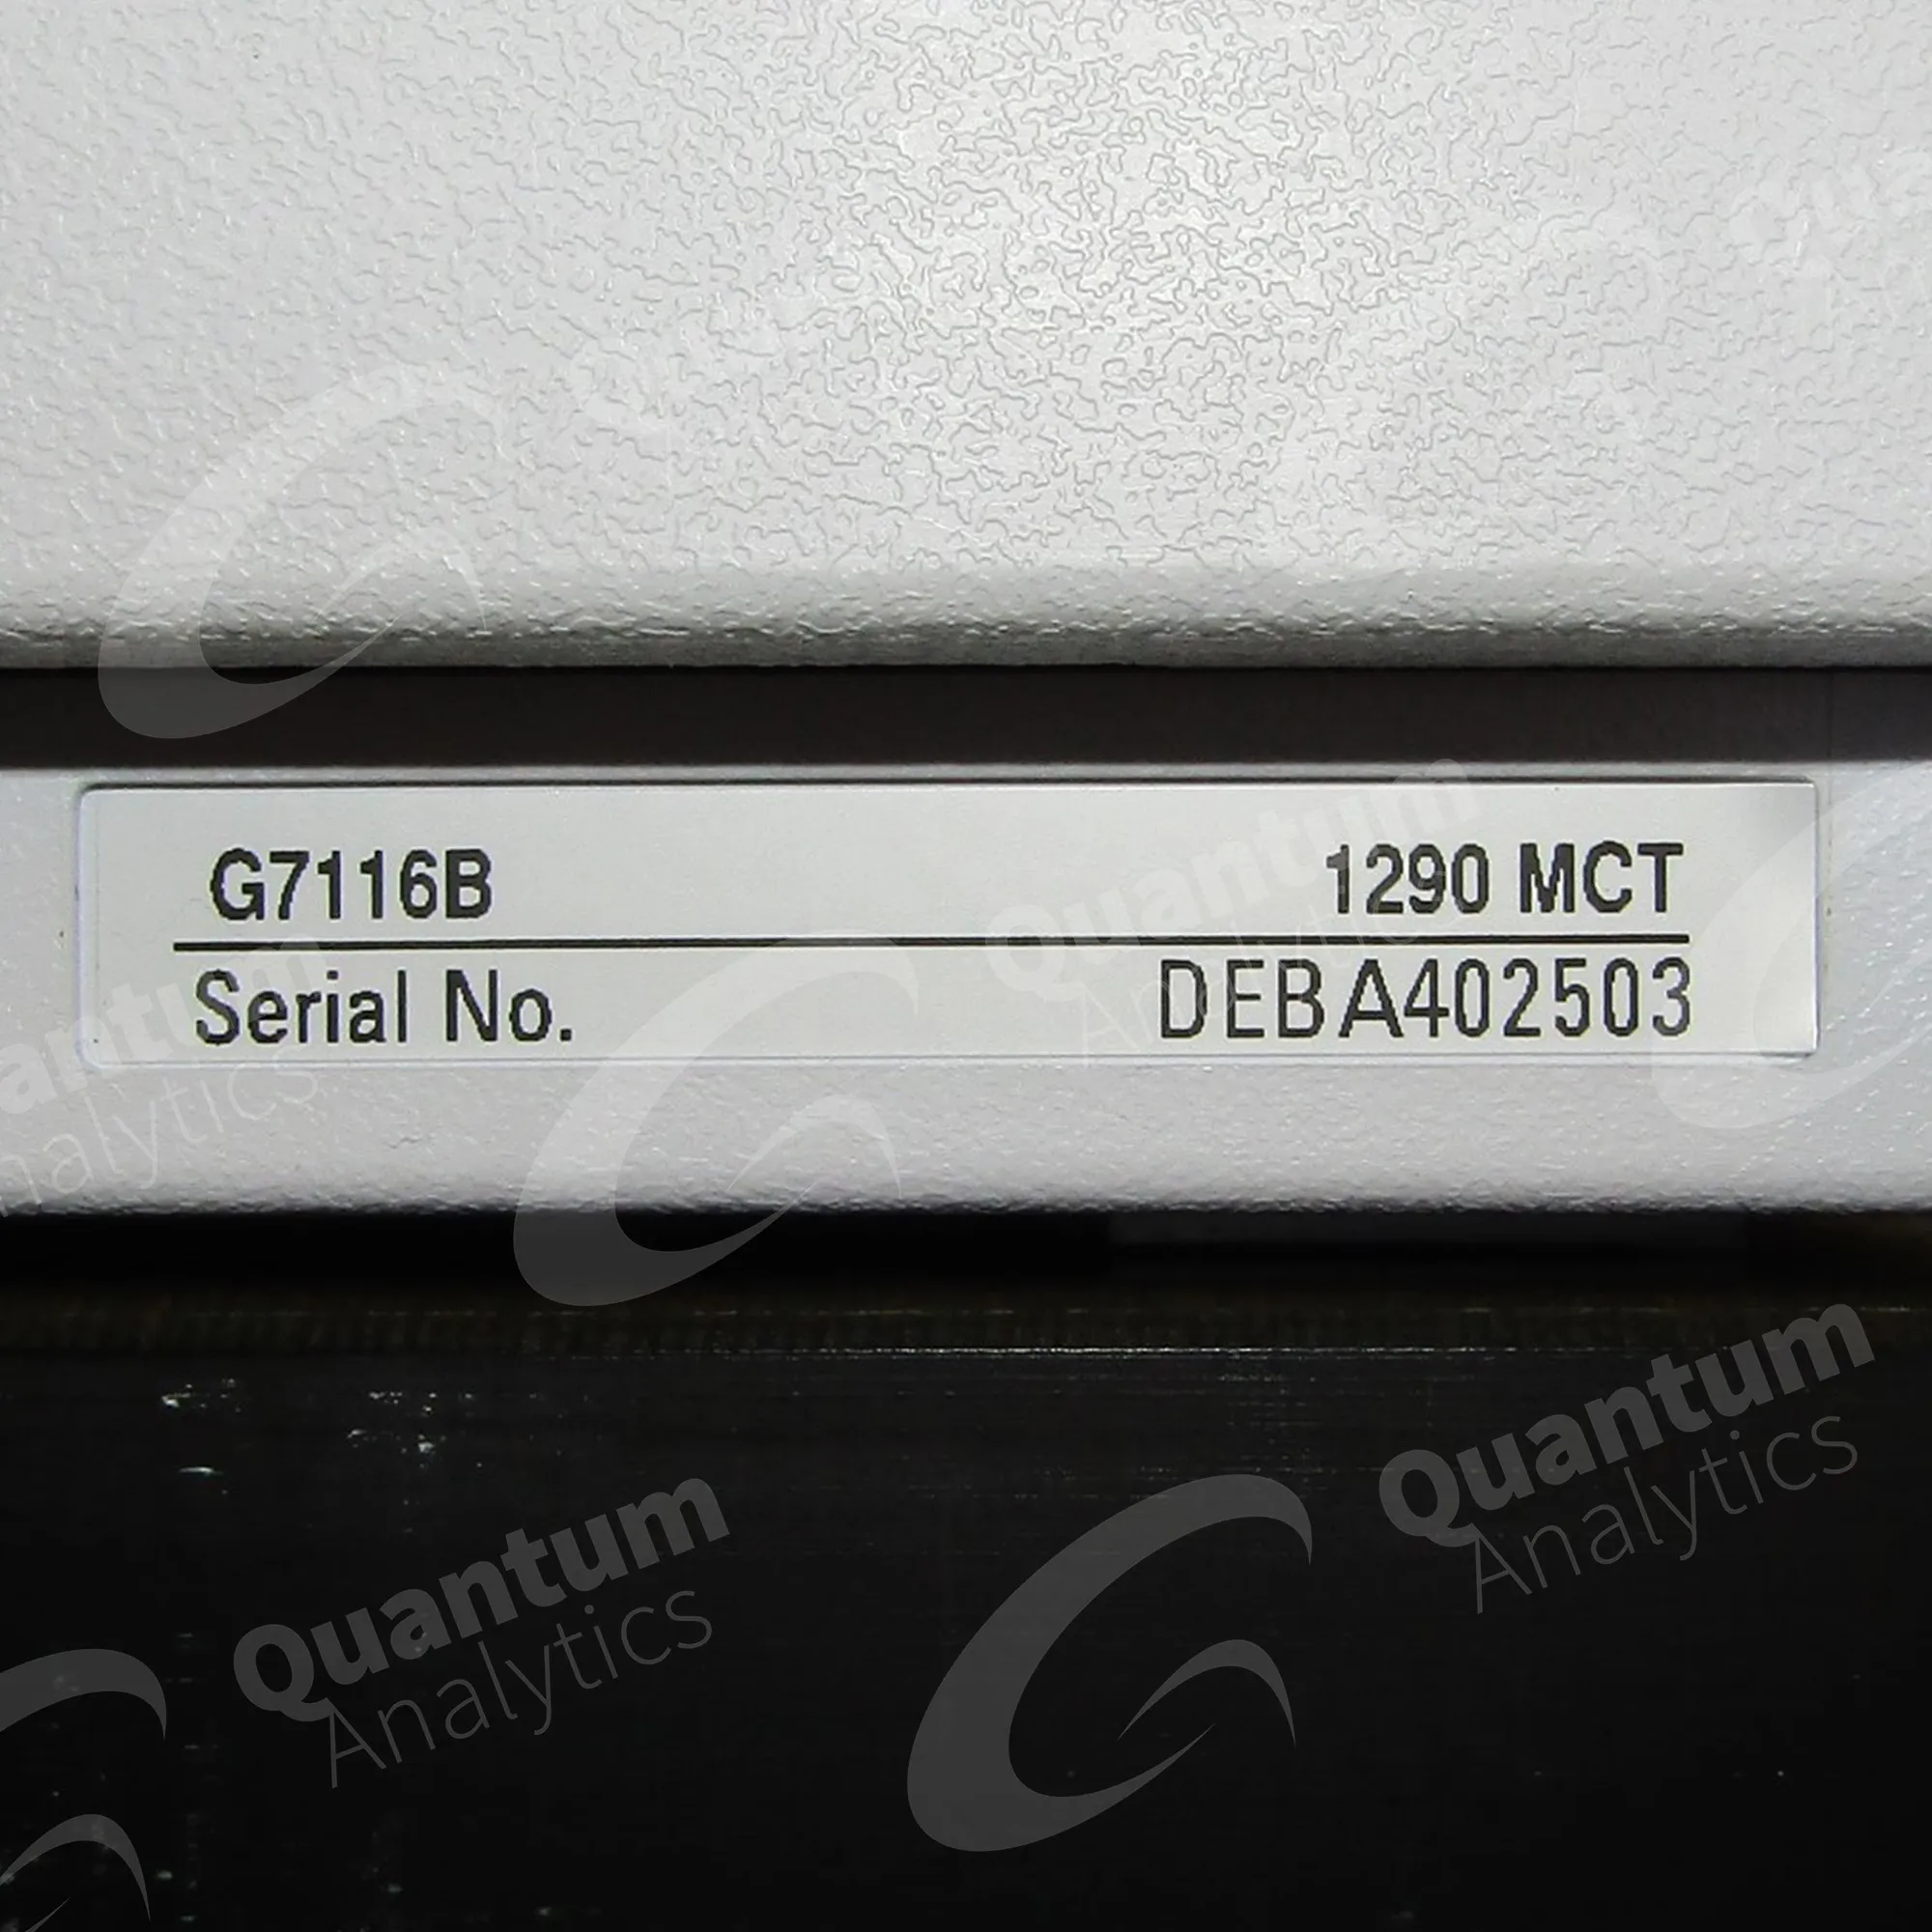 G7116B 1290 MCT
Serial No. DEBA402503
Quantum
Analytics
Quantum
Analytics
Quantum
Analytics